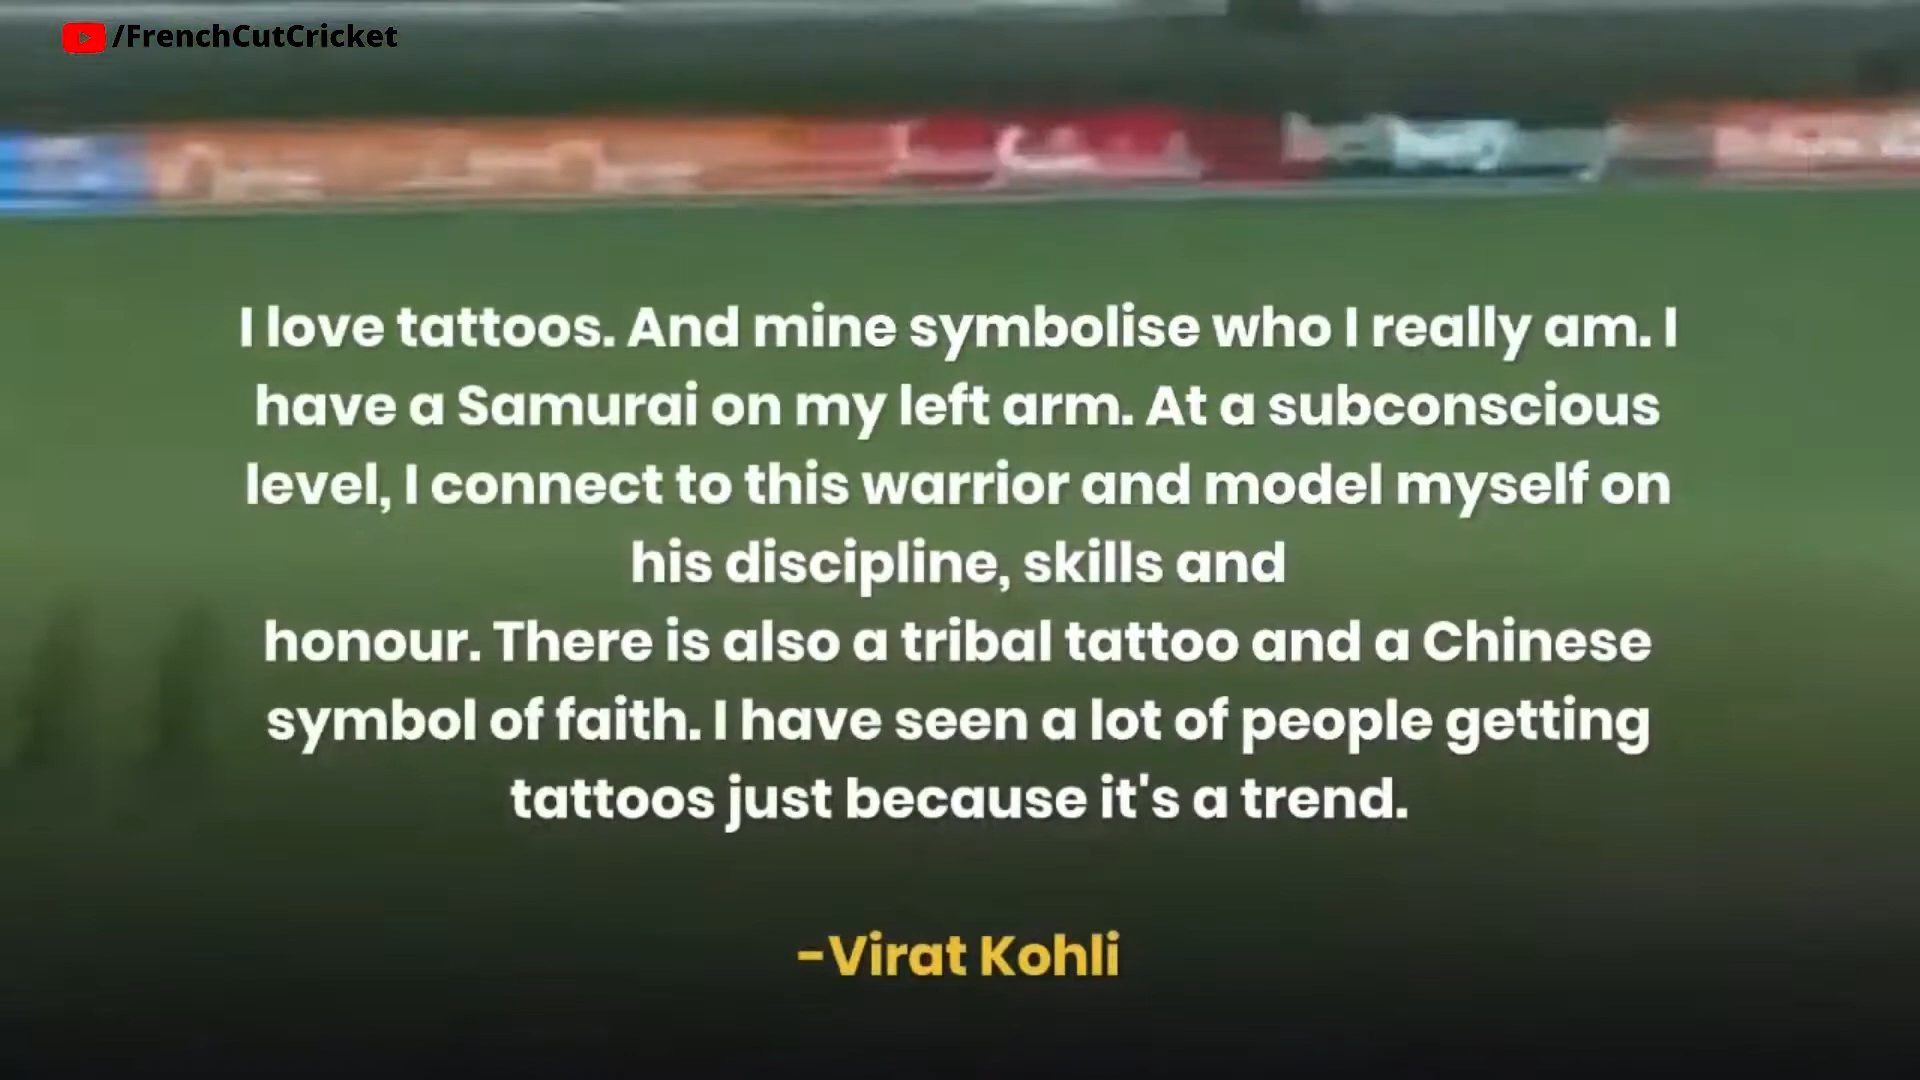 /FrenchCutCricket
I love tattoos. And mine symbolise who I really am. I
have a Samurai on my left arm. At a subconscious
level, I connect to this warrior and model myself on
his discipline, skills and
honour. There is also a tribal tattoo and a Chinese
symbol of faith. I have seen a lot of people getting
tattoos just because it's a trend.
-Virat Kohli